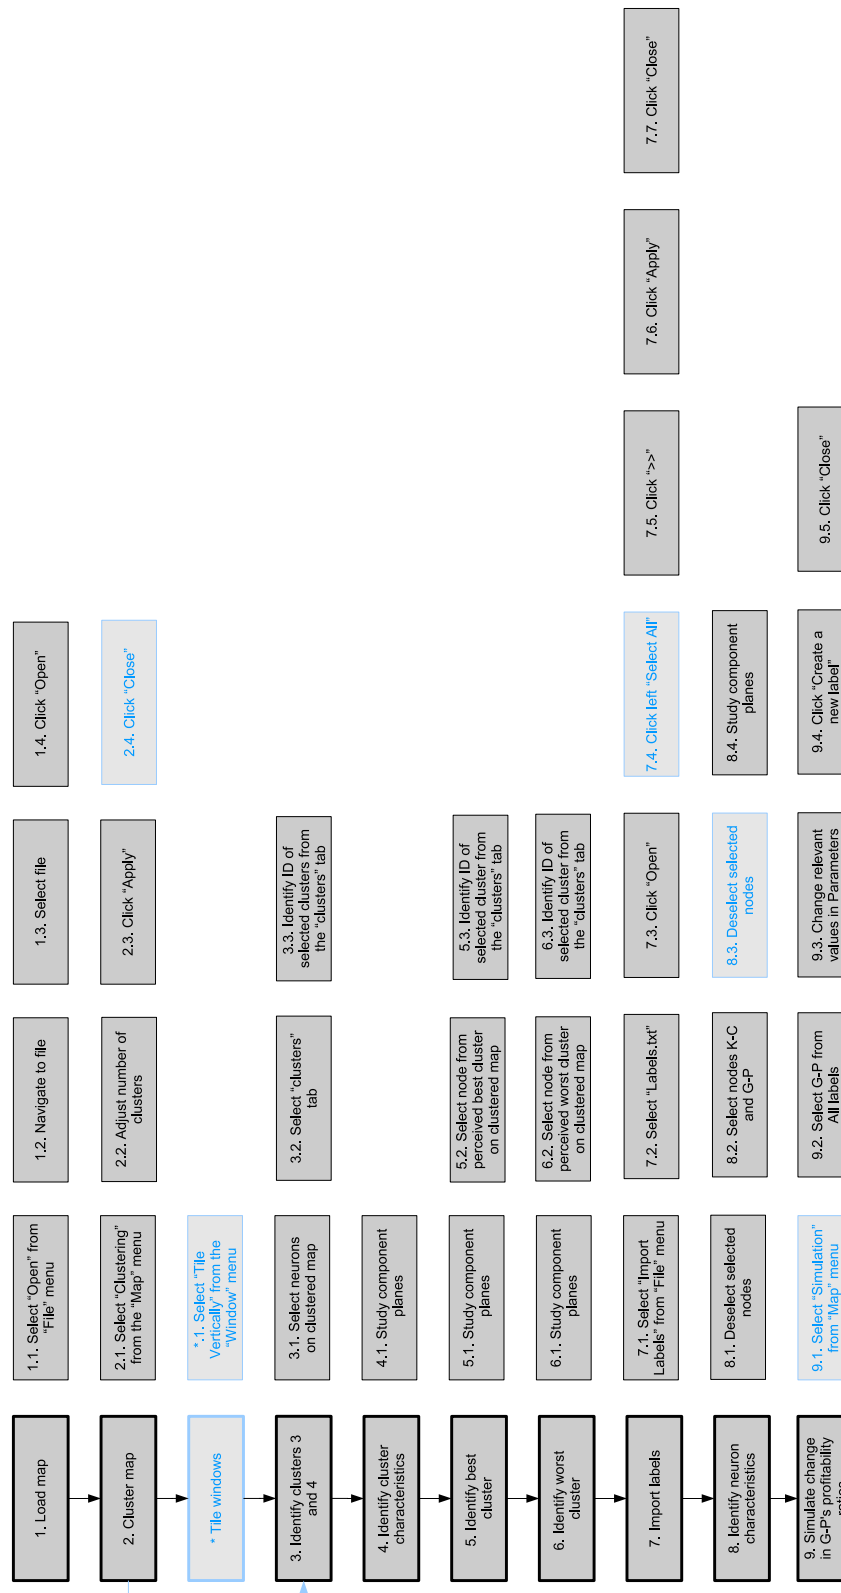 1. Load map
1.1. Select “Open” from
“File” menu
1.2. Navigate to file
1.3. Select file
1.4. Click “Open”
2. Cluster map
2.1. Select “Clustering”
from the “Map” menu
2.2. Adjust number of
clusters
2.3. Click “Apply”
2.4. Click “Close”
* Tile windows
*.1. Select “Tile
Vertically” from the
“Window” menu
3. Identify clusters 3
and 4
3.1. Select neurons
on clustered map
3.2. Select “clusters”
tab
3.3. Identify ID of
selected clusters from
the “clusters” tab
4. Identify cluster
characteristics
4.1. Study component
planes
5. Identify best
cluster
5.1. Study component
planes
5.2. Select node from
perceived best cluster
on clustered map
5.3. Identify ID of
selected cluster from
the “clusters” tab
6. Identify worst
cluster
6.1. Study component
planes
6.2. Select node from
perceived worst cluster
on clustered map
6.3. Identify ID of
selected cluster from
the “clusters” tab
7. Import labels
7.1. Select “Import
Labels” from “File” menu
7.2. Select “Labels.txt”
7.3. Click “Open”
7.4. Click left “Select All”
7.5. Click “>>”
7.6. Click “Apply”
7.7. Click “Close”
8. Identify neuron
characteristics
8.1. Deselect selected
nodes
8.2. Select nodes K-C
and G-P
8.3. Deselect selected
nodes
8.4. Study component
planes
9. Simulate change
in G-P’s profitability
9.1. Select “Simulation”
from “Map” menu
9.2. Select G-P from
All labels
9.3. Change relevant
values in Parameters
9.4. Click “Create a
new label”
9.5. Click “Close”